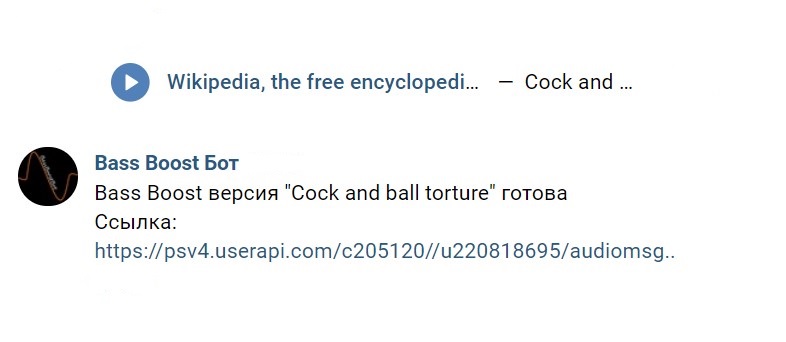 Wikipedia, the free encyclopedi... — Cock and ...
Bass Boost Бот
Bass Boost версия "Cock and ball torture" готова
Ссылка:
https://psv4.userapi.com/c205120//u220818695/audiomsg..